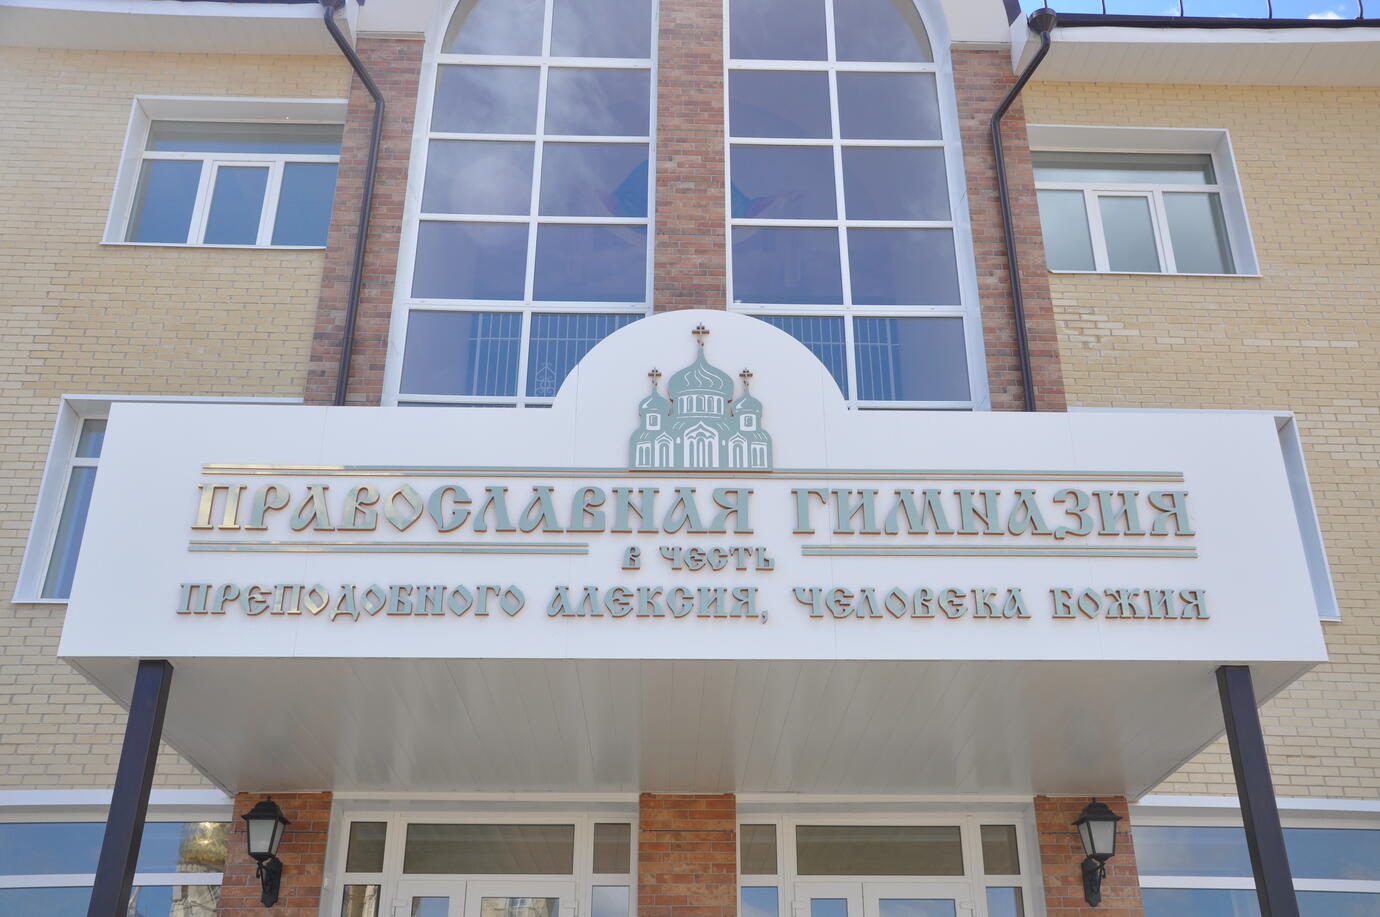 ПРАВОСЛАВНАЯ ГИМНАЗИЯ
В ЧЕСТЬ
ПРЕПОДОБНОГО АЛЕКСИЯ, ЧЕЛОВЕКА БОЖИЯ